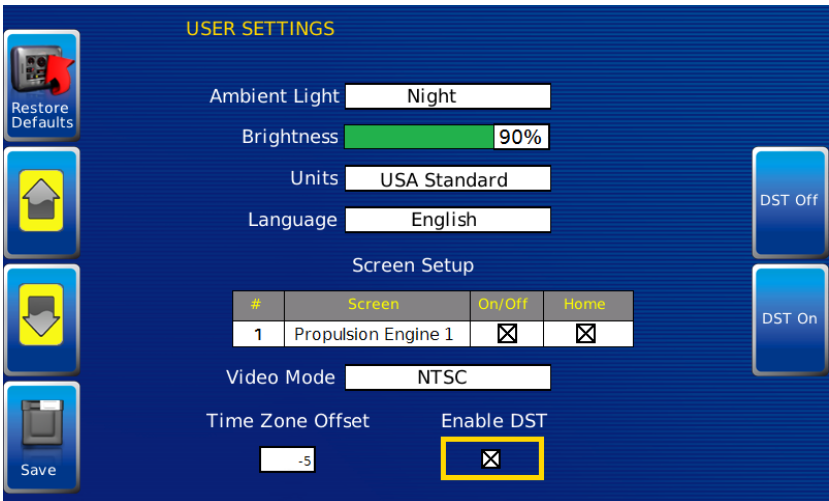 USER SETTINGS
Restore
Defaults
Ambient Light Night
Brightness 90%
Units USA Standard
Language English
DST Off
Screen Setup
# Screen On/Off Home
1 Propulsion Engine 1
DST On
Video Mode NTSC
Time Zone Offset Enable DST
-5
Save